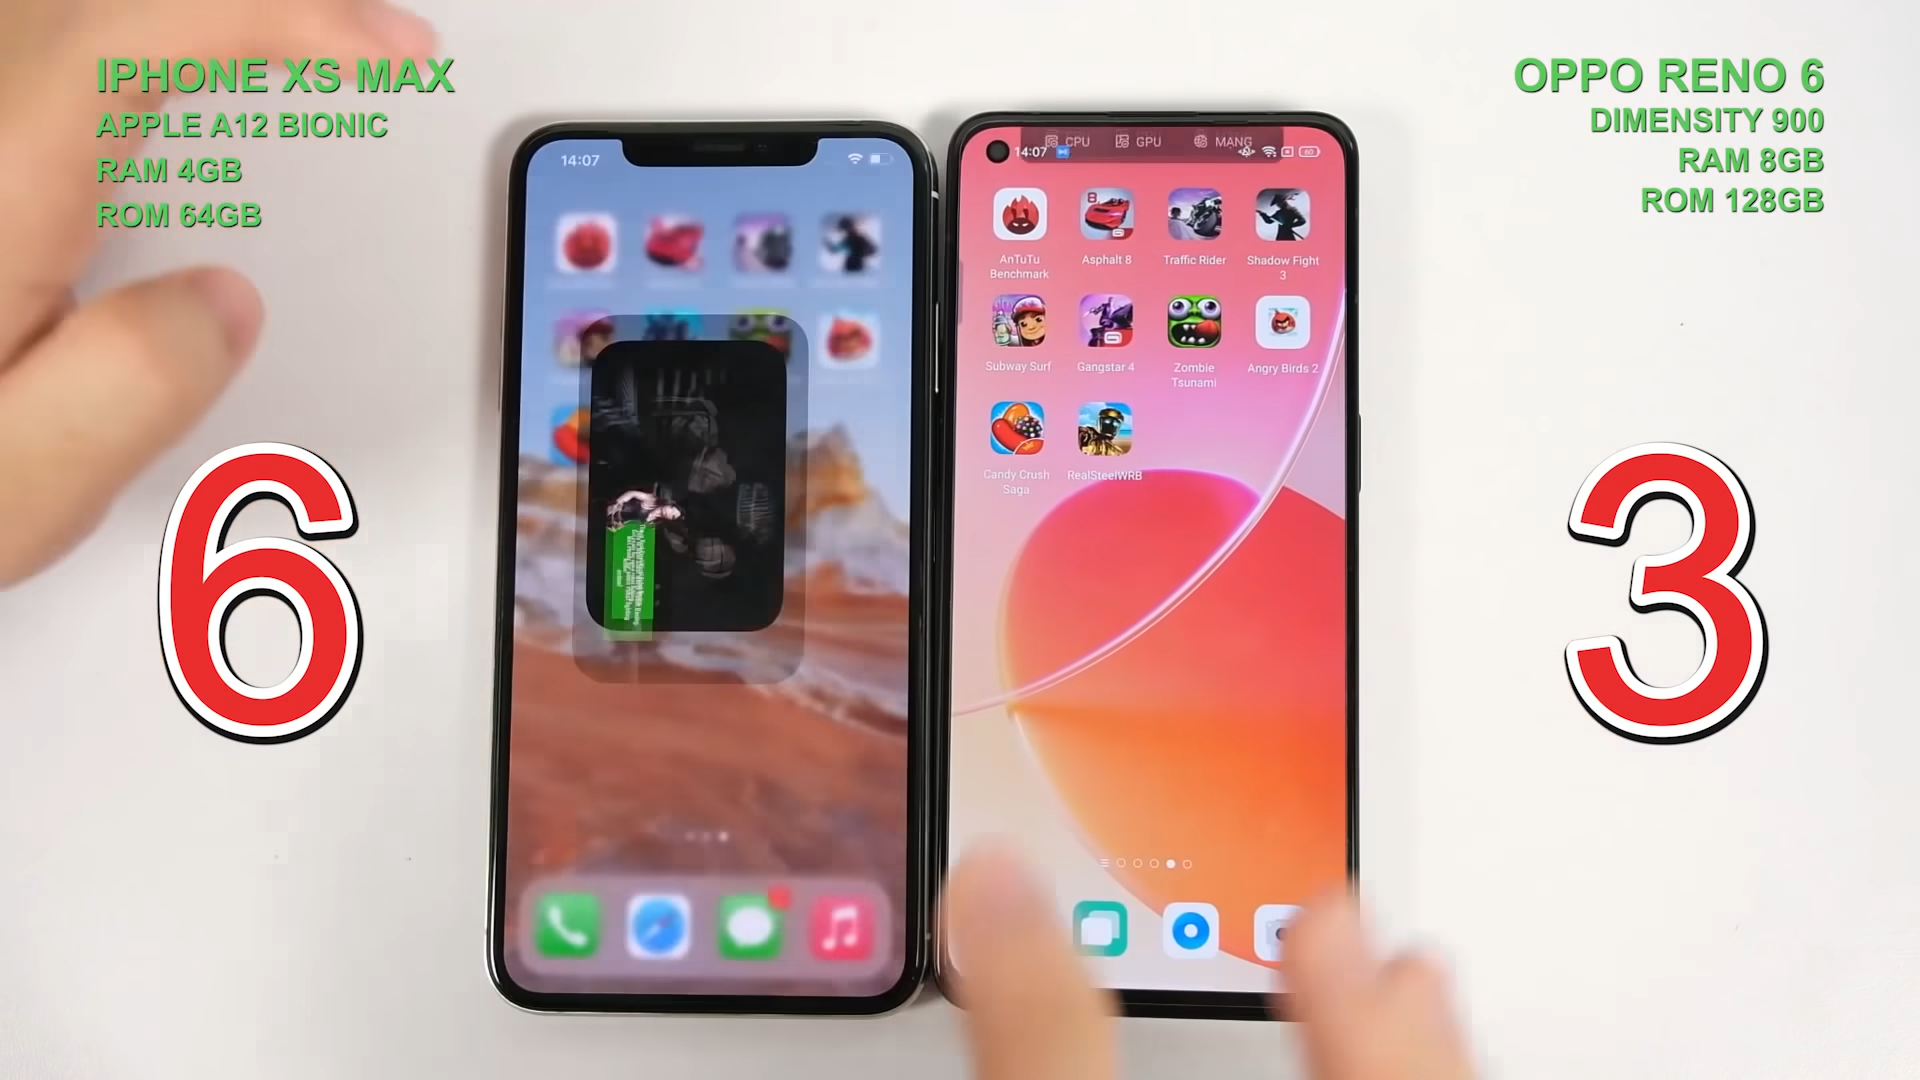 IPHONE XS MAX
APPLE A12 BIONIC
RAM 4GB
ROM 64GB
OPPO RENO 6
DIMENSITY 900
RAM 8GB
ROM 128GB
6
3
14:07
CPU GPU MANG
14:07
60
AnTuTu Benchmark
Asphalt 8
Traffic Rider
Shadow Fight 3
Subway Surf
Gangstar 4
Zombie Tsunami
Angry Birds 2
Candy Crush Saga
RealSteelWRB